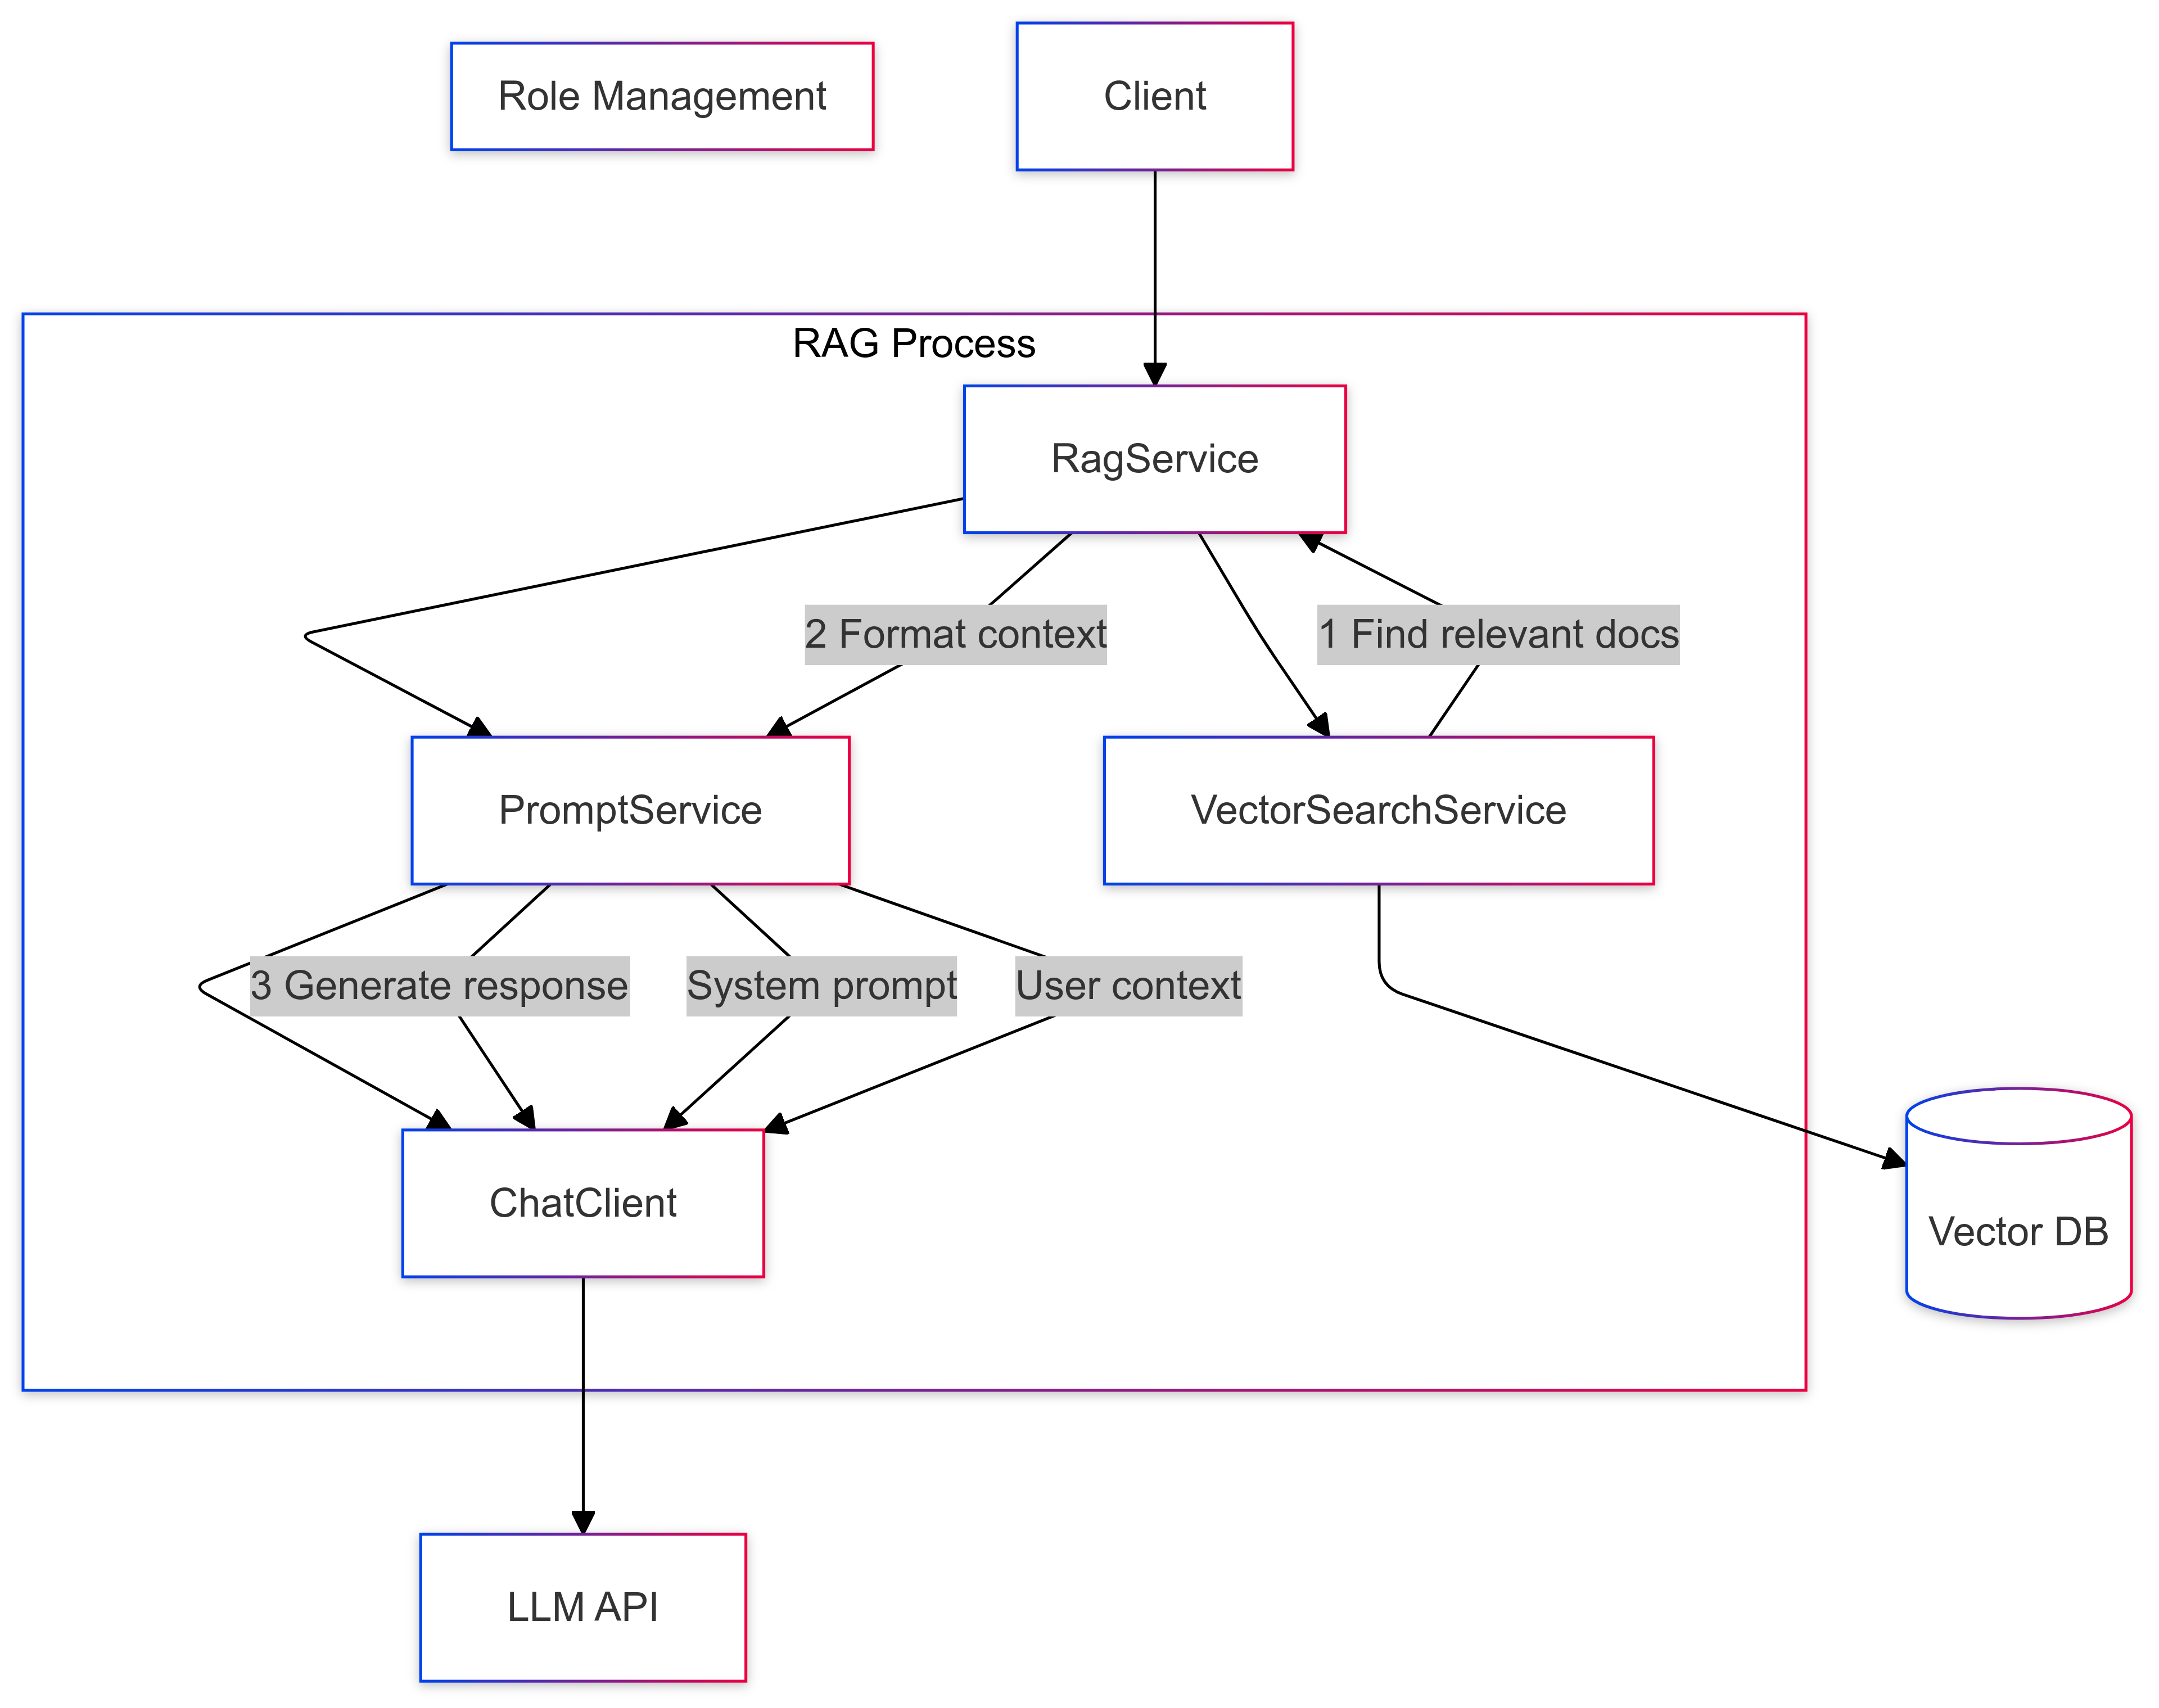 Role Management
Client
RAG Process
RagService
2 Format context
1 Find relevant docs
PromptService
VectorSearchService
3 Generate response
System prompt
User context
ChatClient
Vector DB
LLM API